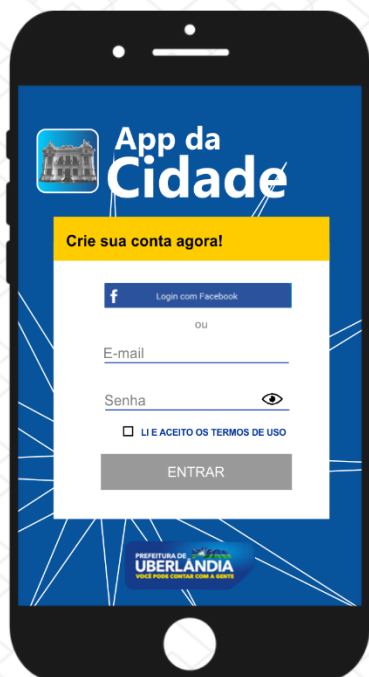 App da
Cidade
Crie sua conta agora!
f
Login com Facebook
ou
E-mail
Senha
LI E ACEITO OS TERMOS DE USO
ENTRAR
PREFEITURA DE
UBERLÂNDIA
VOCÊ PODE CONTAR COM A GENTE